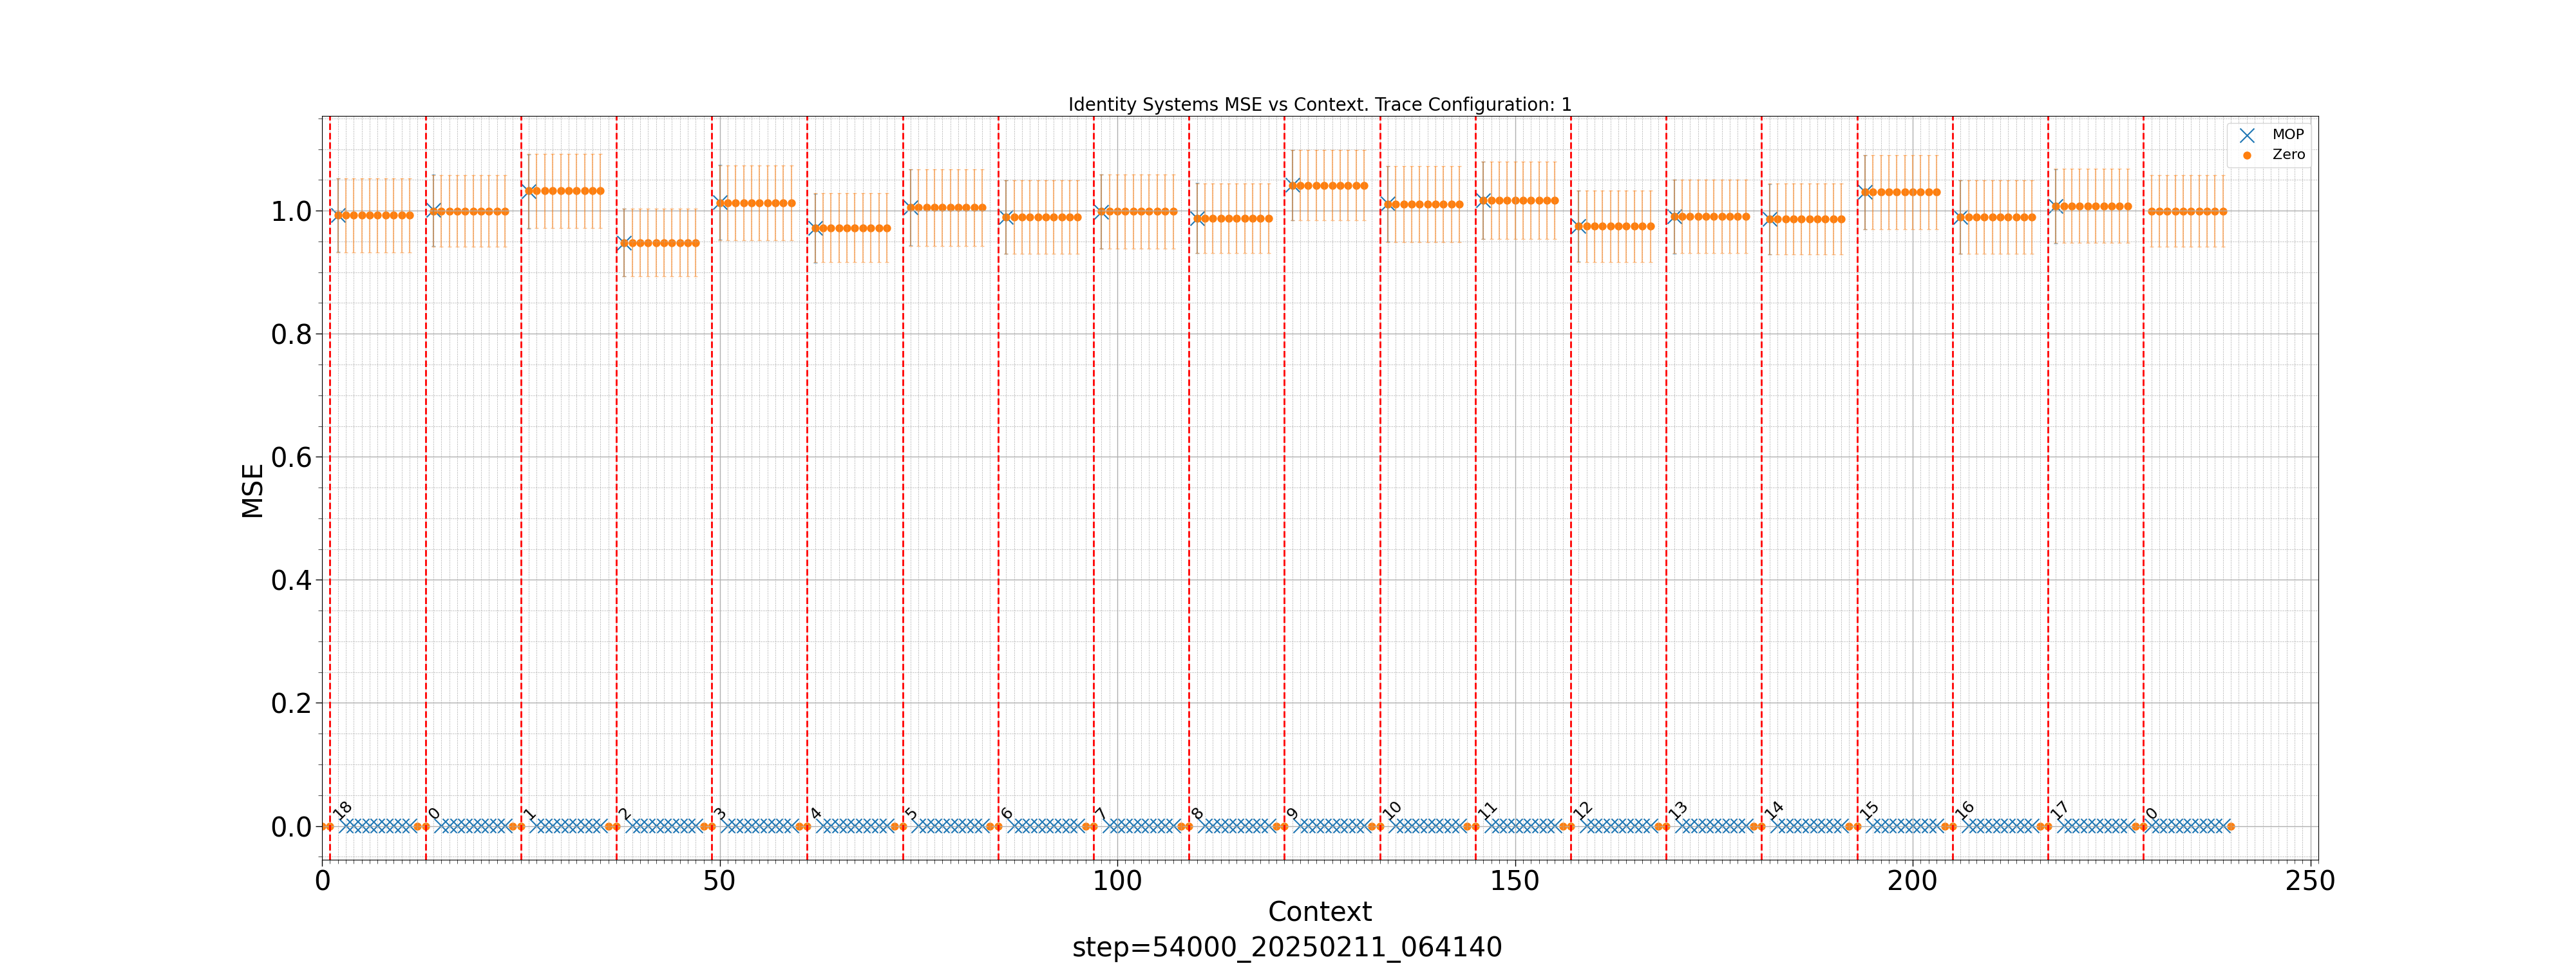 Identity Systems MSE vs Context. Trace Configuration: 1
MOP
Zero
MSE
1.0
0.8
0.6
0.4
0.2
0.0
18 0 1 2 3 4 5 6 7 8 9 10 11 12 13 14 15 16 17 0
0 50 100 150 200 250
Context
step=54000_20250211_064140